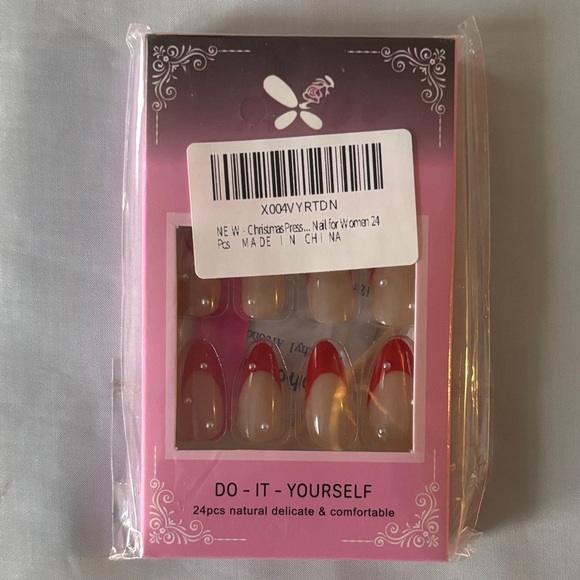 X004VYRTDN
NEW - Christmas Press... Nail for Women 24
Pcs MADE IN CHINA
DO - IT - YOURSELF
24pcs natural delicate & comfortable